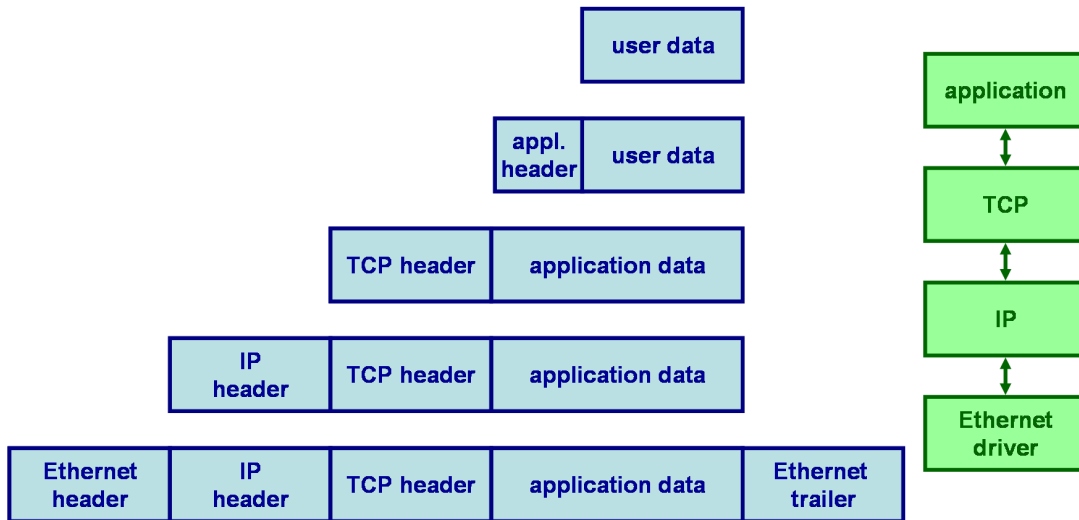 user data
application
appl.
header
user data
TCP
TCP header
application data
IP
IP
header
TCP header
application data
Ethernet
driver
Ethernet
header
IP
header
TCP header
application data
Ethernet
trailer